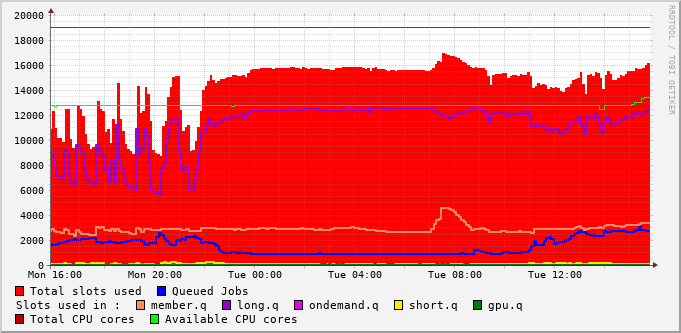 20000
18000
16000
14000
12000
10000
8000
6000
4000
2000
0
Mon 16:00 Mon 20:00 Tue 00:00 Tue 04:00 Tue 08:00 Tue 12:00
RRDTOOL / TOBI OETIKER
Total slots used Queued Jobs
Slots used in : member.q long.q ondemand.q short.q gpu.q
Total CPU cores Available CPU cores